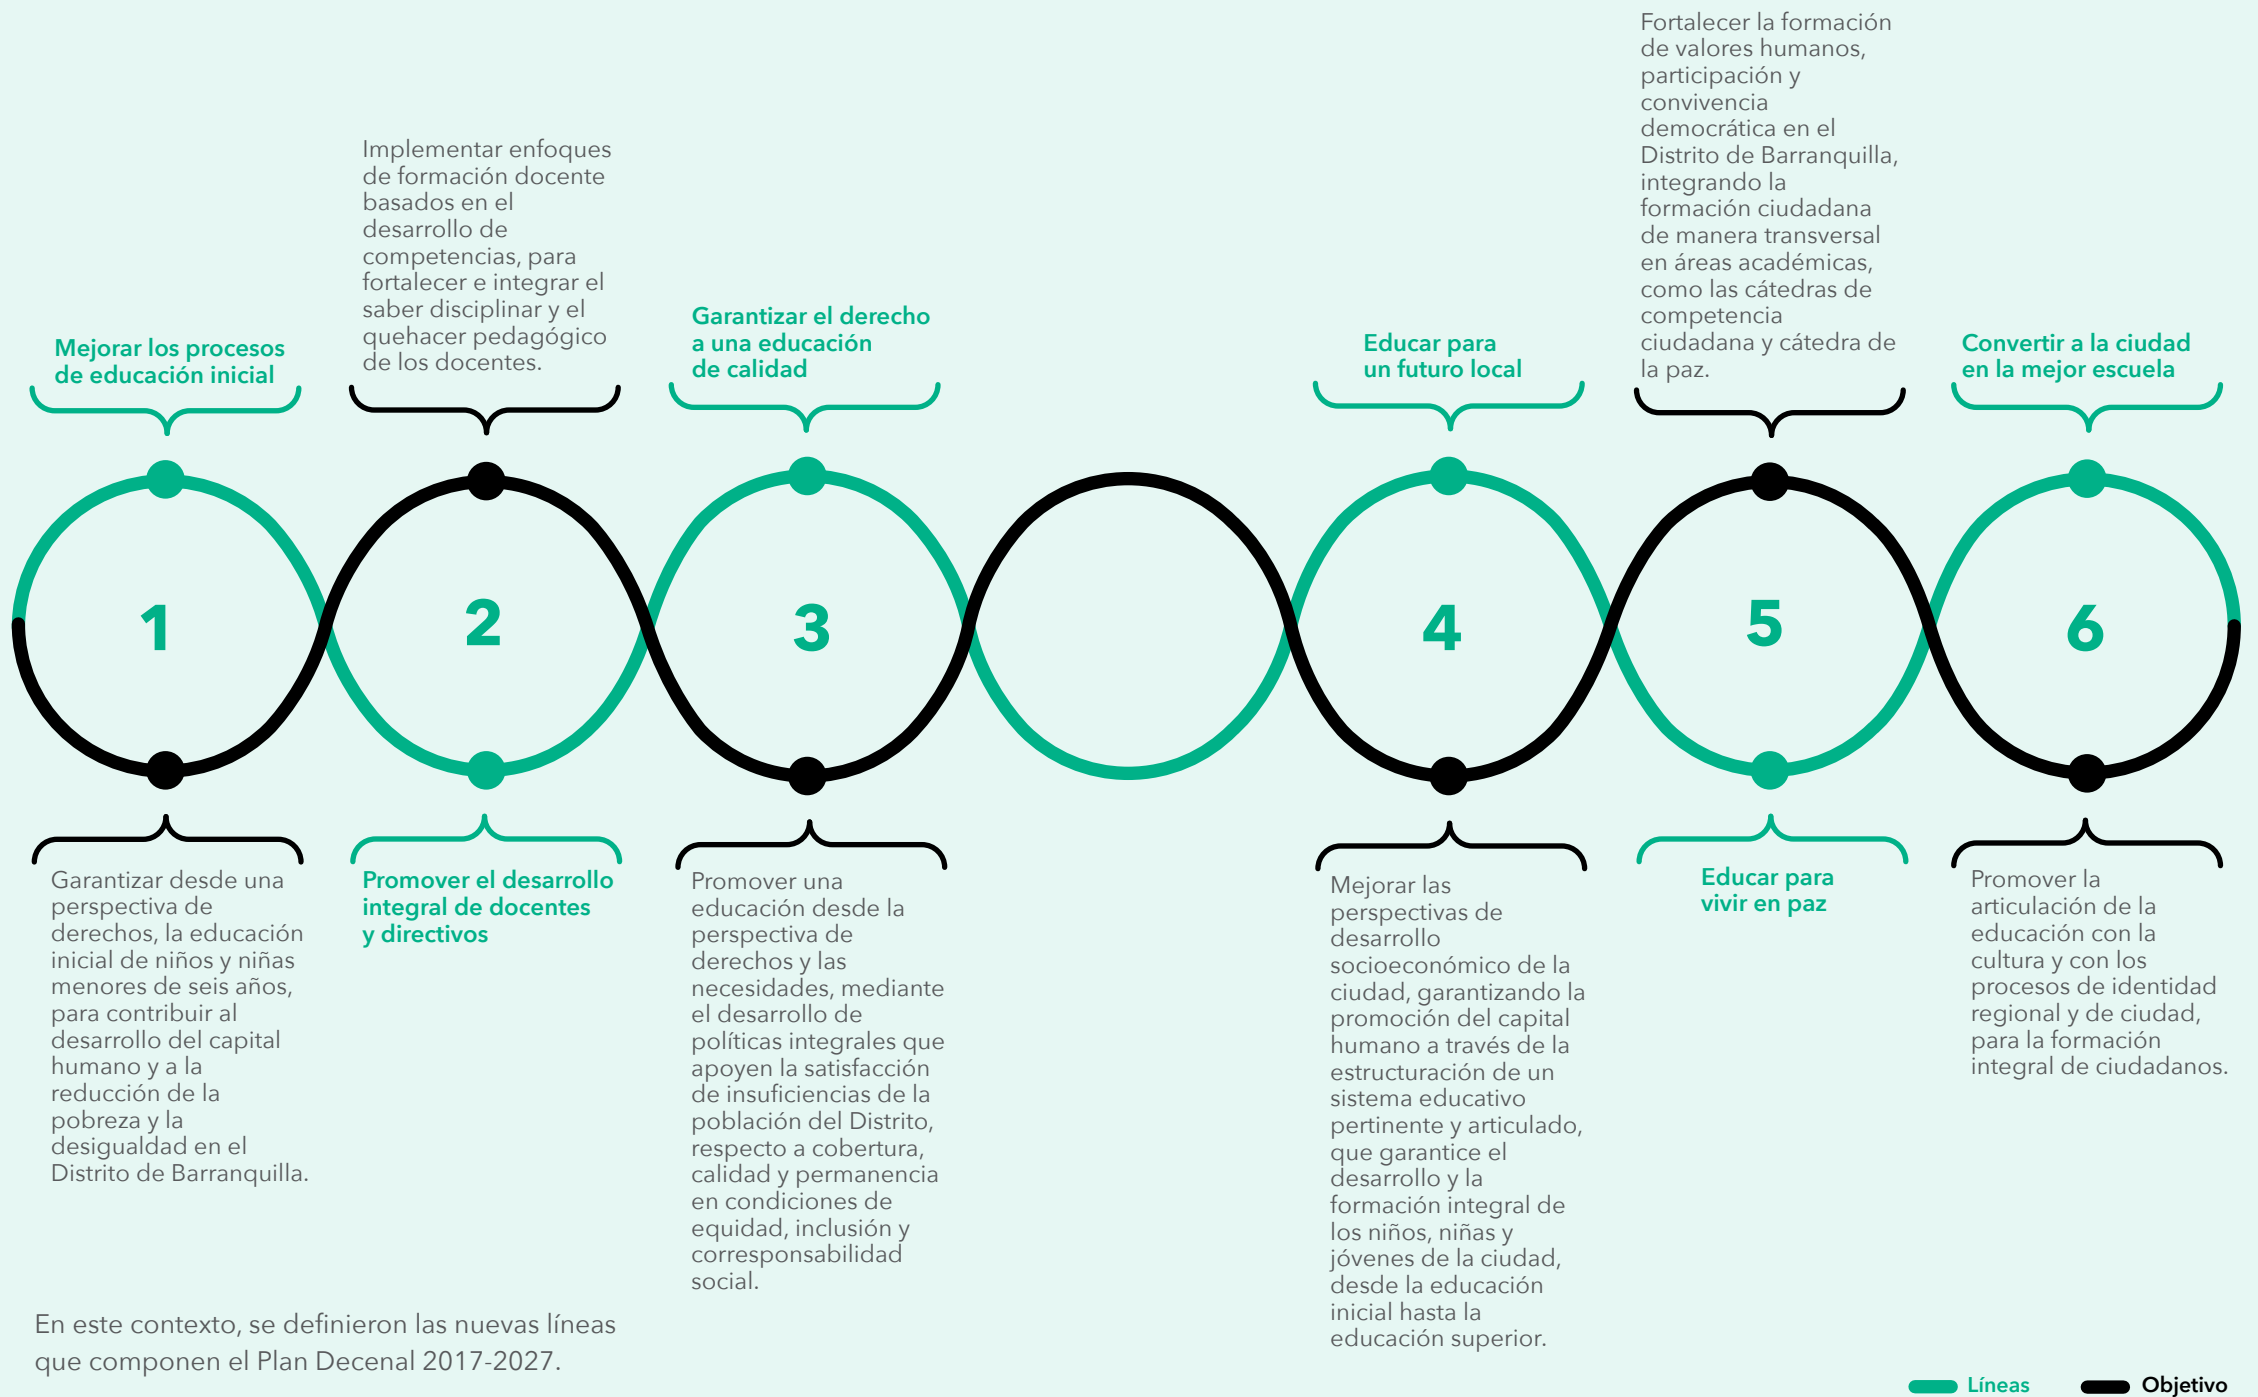 Mejorar los procesos
de educación inicial
1
Garantizar desde una
perspectiva de
derechos, la educación
inicial de niños y niñas
menores de seis años,
para contribuir al
desarrollo del capital
humano y a la
reducción de la
pobreza y la
desigualdad en el
Distrito de Barranquilla.
Implementar enfoques
de formación docente
basados en el
desarrollo de
competencias, para
fortalecer e integrar el
saber disciplinar y el
quehacer pedagógico
de los docentes.
2
Promover el desarrollo
integral de docentes
y directivos
Garantizar el derecho
a una educación
de calidad
3
Promover una
educación desde la
perspectiva de
derechos y las
necesidades, mediante
el desarrollo de
políticas integrales que
apoyen la satisfacción
de insuficiencias de la
población del Distrito,
respecto a cobertura,
calidad y permanencia
en condiciones de
equidad, inclusión y
corresponsabilidad
social.
Educar para
un futuro local
4
Mejorar las
perspectivas de
desarrollo
socioeconómico de la
ciudad, garantizando la
promoción del capital
humano a través de la
estructuración de un
sistema educativo
pertinente y articulado,
que garantice el
desarrollo y la
formación integral de
los niños, niñas y
jóvenes de la ciudad,
desde la educación
inicial hasta la
educación superior.
Fortalecer la formación
de valores humanos,
participación y
convivencia
democrática en el
Distrito de Barranquilla,
integrando la
formación ciudadana
de manera transversal
en áreas académicas,
como las cátedras de
competencia
ciudadana y cátedra de
la paz.
5
Educar para
vivir en paz
Convertir a la ciudad
en la mejor escuela
6
Promover la
articulación de la
educación con la
cultura y con los
procesos de identidad
regional y de ciudad,
para la formación
integral de ciudadanos.
En este contexto, se definieron las nuevas líneas
que componen el Plan Decenal 2017-2027.
Líneas
Objetivo